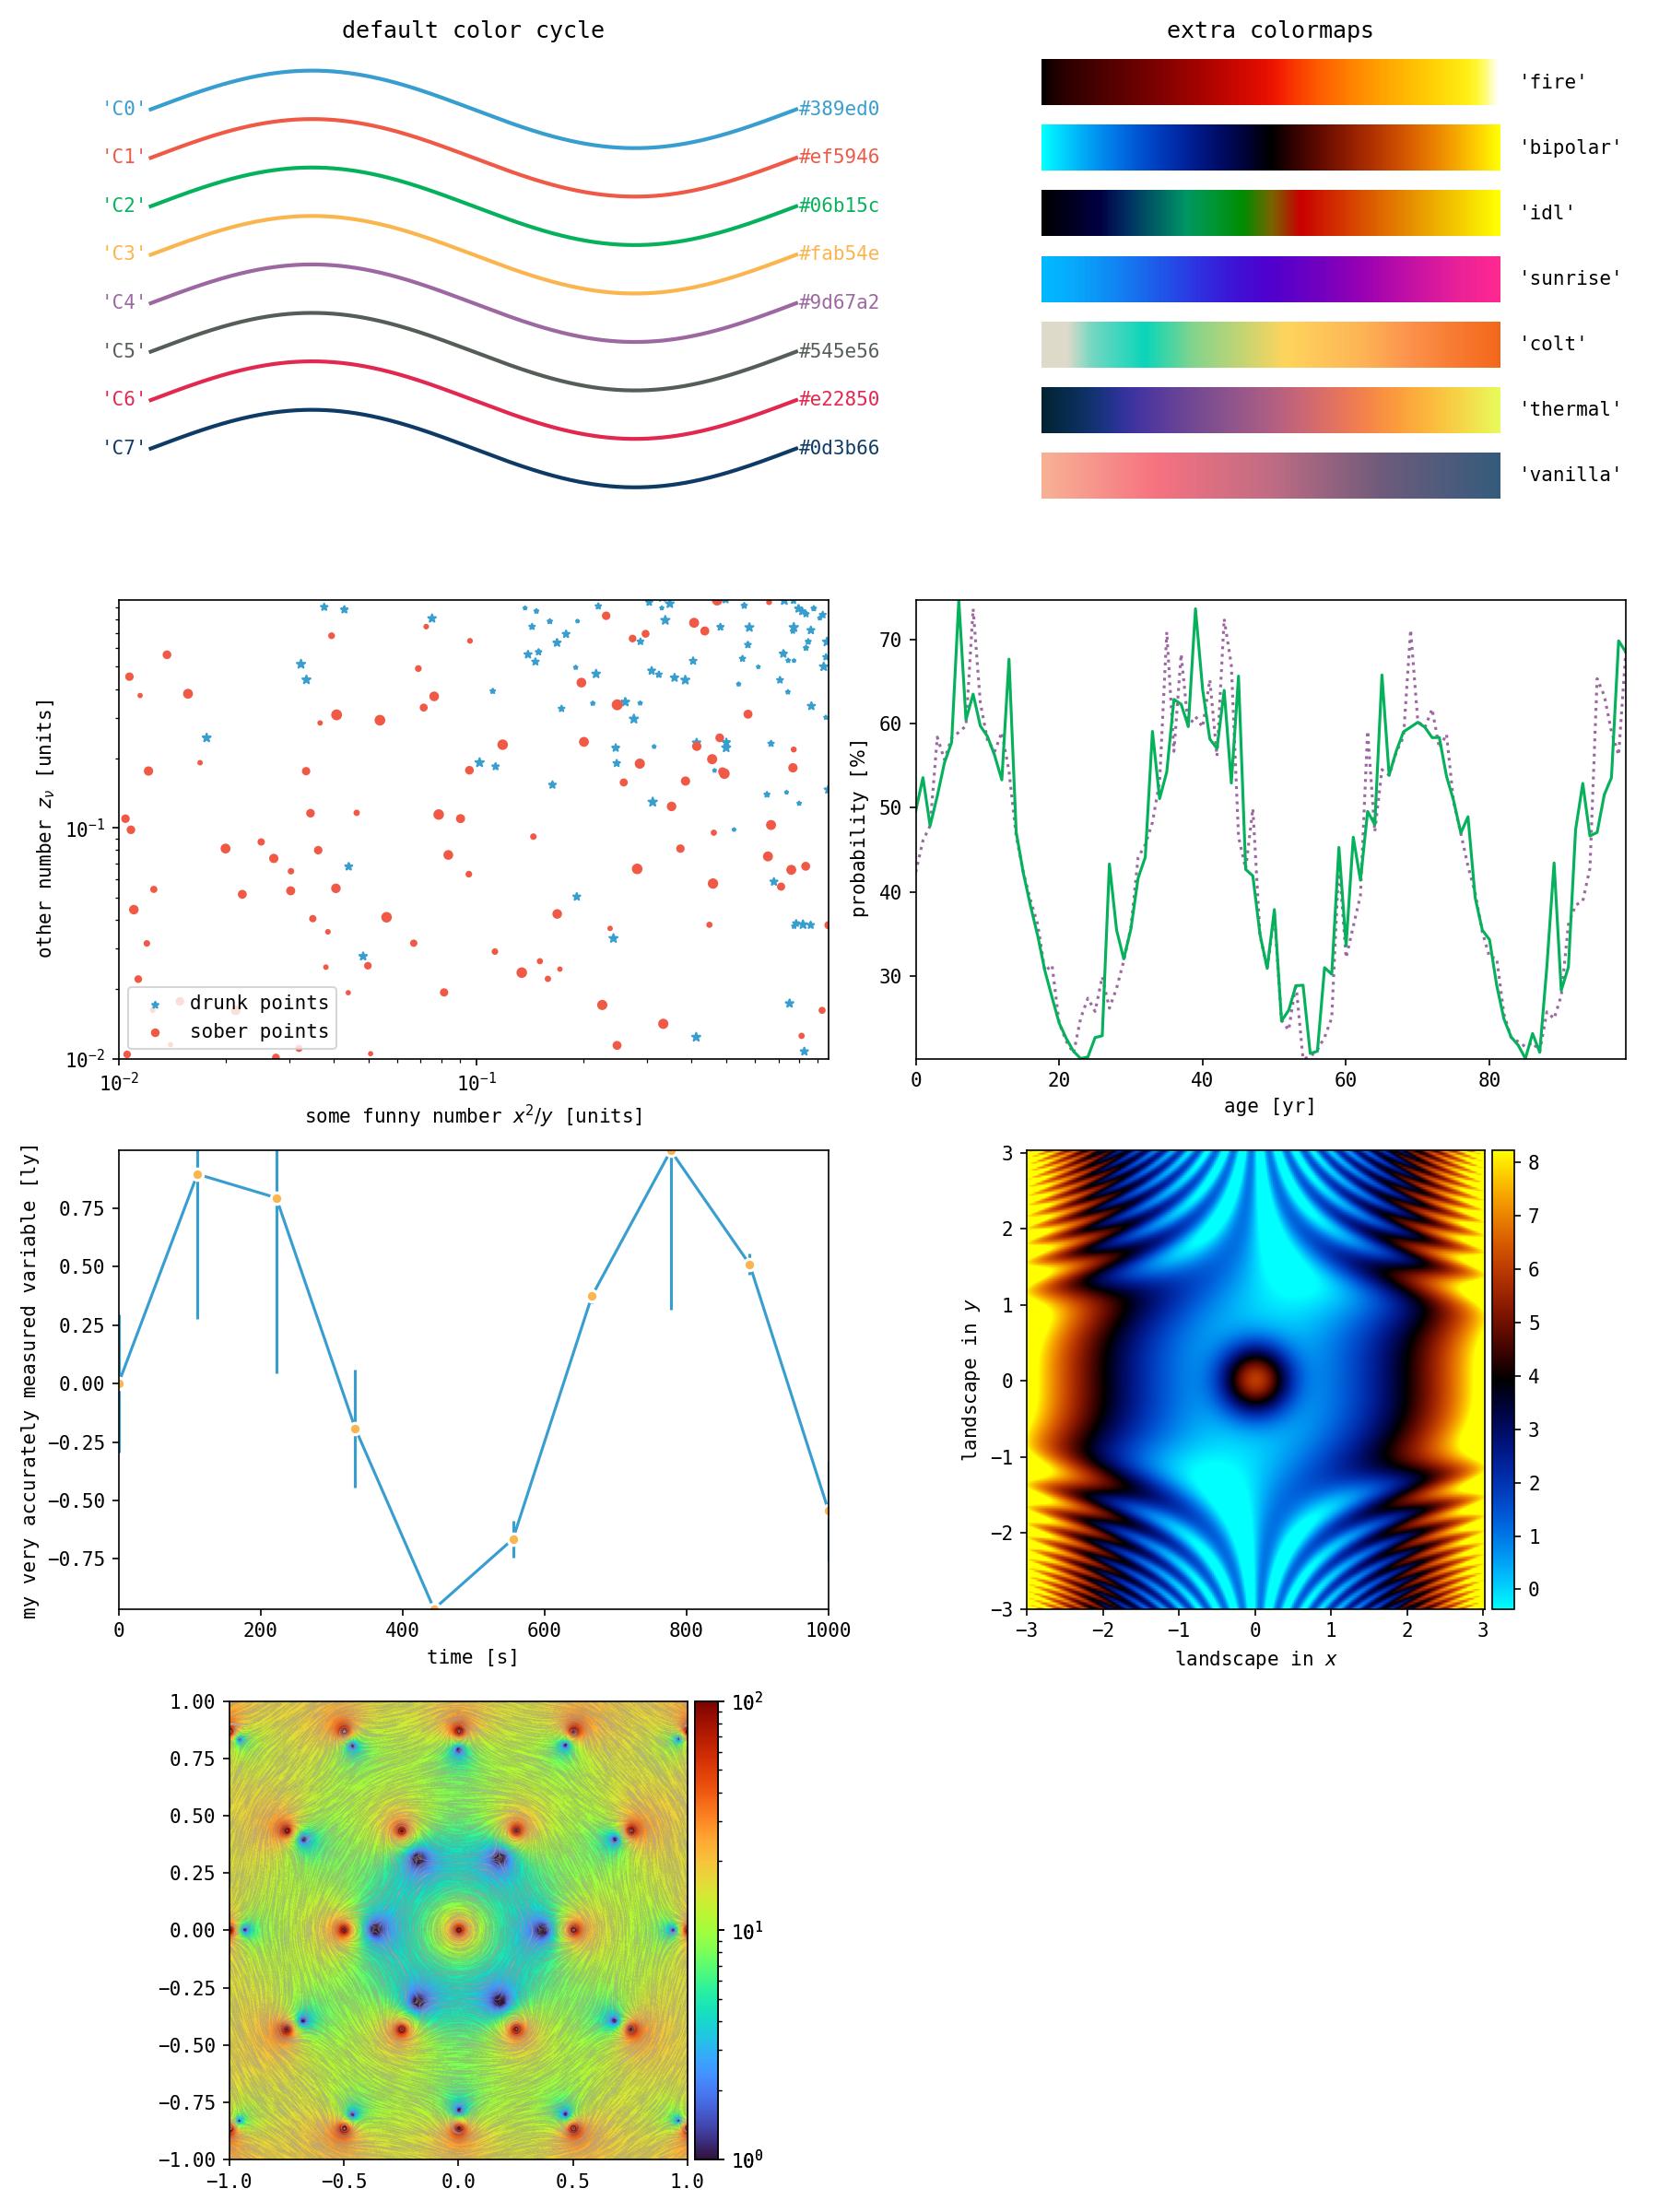 default color cycle
'C0' #389ed0
'C1' #ef5946
'C2' #06b15c
'C3' #fab54e
'C4' #9d67a2
'C5' #545e56
'C6' #e22850
'C7' #0d3b66
extra colormaps
'fire'
'bipolar'
'idl'
'sunrise'
'colt'
'thermal'
'vanilla'
other number z_ν [units]
10⁻¹
10⁻²
drunk points
sober points
10⁻² 10⁻¹
some funny number x²/y [units]
probability [%]
70
60
50
40
30
0 20 40 60 80
age [yr]
my very accurately measured variable [ly]
0.75
0.50
0.25
0.00
−0.25
−0.50
−0.75
0 200 400 600 800 1000
time [s]
landscape in y
3
2
1
0
−1
−2
−3
−3 −2 −1 0 1 2 3
landscape in x
8
7
6
5
4
3
2
1
0
1.00
0.75
0.50
0.25
0.00
−0.25
−0.50
−0.75
−1.00
−1.0 −0.5 0.0 0.5 1.0
10²
10¹
10⁰